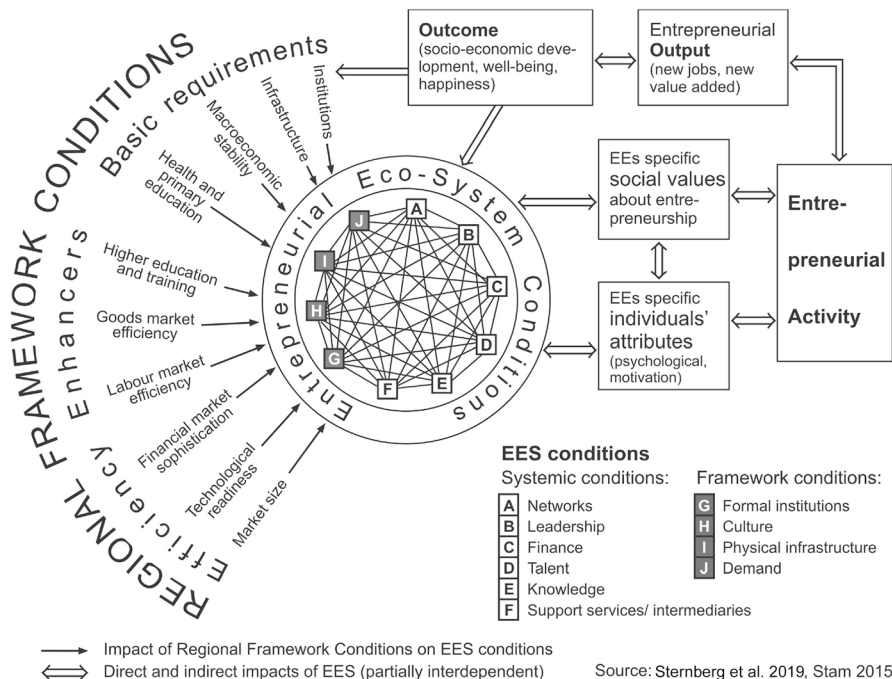 REGIONAL FRAMEWORK CONDITIONS
Basic requirements
Institutions
Infrastructure
Macroeconomic
stability
Health and
primary
education
Efficiency Enhancers
Higher education
and training
Goods market
efficiency
Labour market
efficiency
Financial market
sophistication
Technological
readiness
Market size
Entrepreneurial Eco-System Conditions
A
B
C
D
E
F
G
H
I
J
Outcome
(socio-economic deve-
lopment, well-being,
happiness)
Entrepreneurial
Output
(new jobs, new
value added)
EEs specific
social values
about entre-
preneurship
EEs specific
individuals’
attributes
(psychological,
motivation)
Entre-
preneurial
Activity
EES conditions
Systemic conditions:
A Networks
B Leadership
C Finance
D Talent
E Knowledge
F Support services/ intermediaries
Framework conditions:
G Formal institutions
H Culture
I Physical infrastructure
J Demand
Impact of Regional Framework Conditions on EES conditions
Direct and indirect impacts of EES (partially interdependent)
Source: Sternberg et al. 2019, Stam 2015